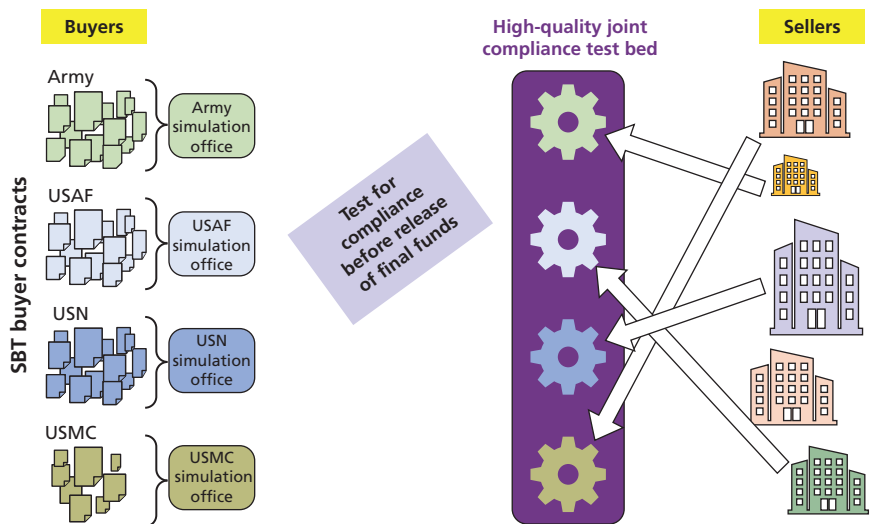 Buyers
High-quality joint
compliance test bed
Sellers
SBT buyer contracts
Army
Army
simulation
office
USAF
USAF
simulation
office
USN
USN
simulation
office
USMC
USMC
simulation
office
Test for
compliance
before release
of final funds